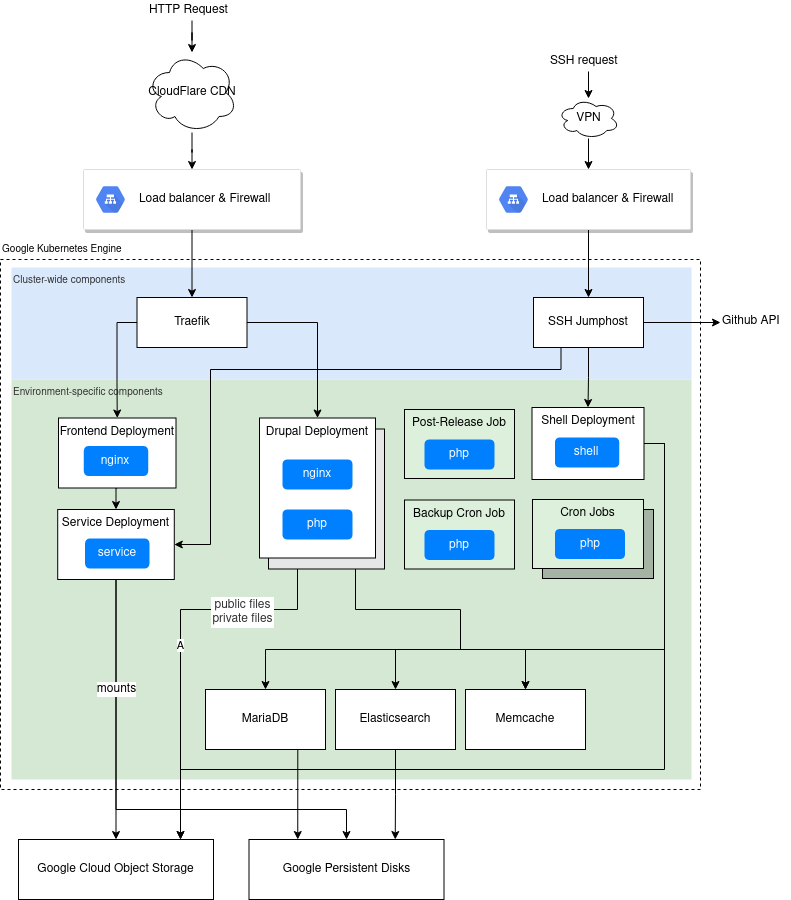 HTTP Request
SSH request
CloudFlare CDN
VPN
Load balancer & Firewall
Load balancer & Firewall
Google Kubernetes Engine
Cluster-wide components
Traefik
SSH Jumphost
Github API
Environment-specific components
Frontend Deployment
nginx
Service Deployment
service
Drupal Deployment
nginx
php
Post-Release Job
php
Backup Cron Job
php
Shell Deployment
shell
Cron Jobs
php
public files
private files
A
mounts
MariaDB
Elasticsearch
Memcache
Google Cloud Object Storage
Google Persistent Disks